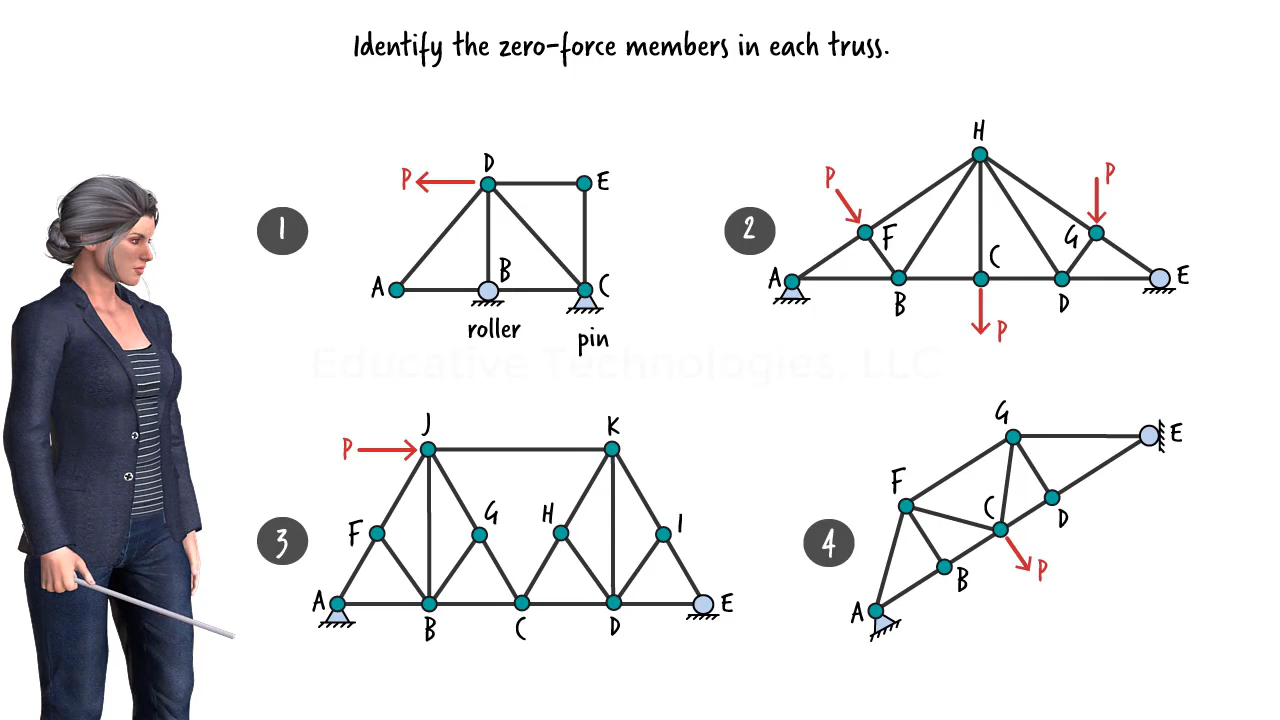 Identify the zero-force members in each truss.
1
P
D
E
A
B
C
roller
pin
2
H
P
P
F
G
C
A
B
D
E
P
Educative Technologies, LLC
3
J
K
P
F
G
H
I
A
B
C
D
E
4
G
E
F
C
D
B
P
A